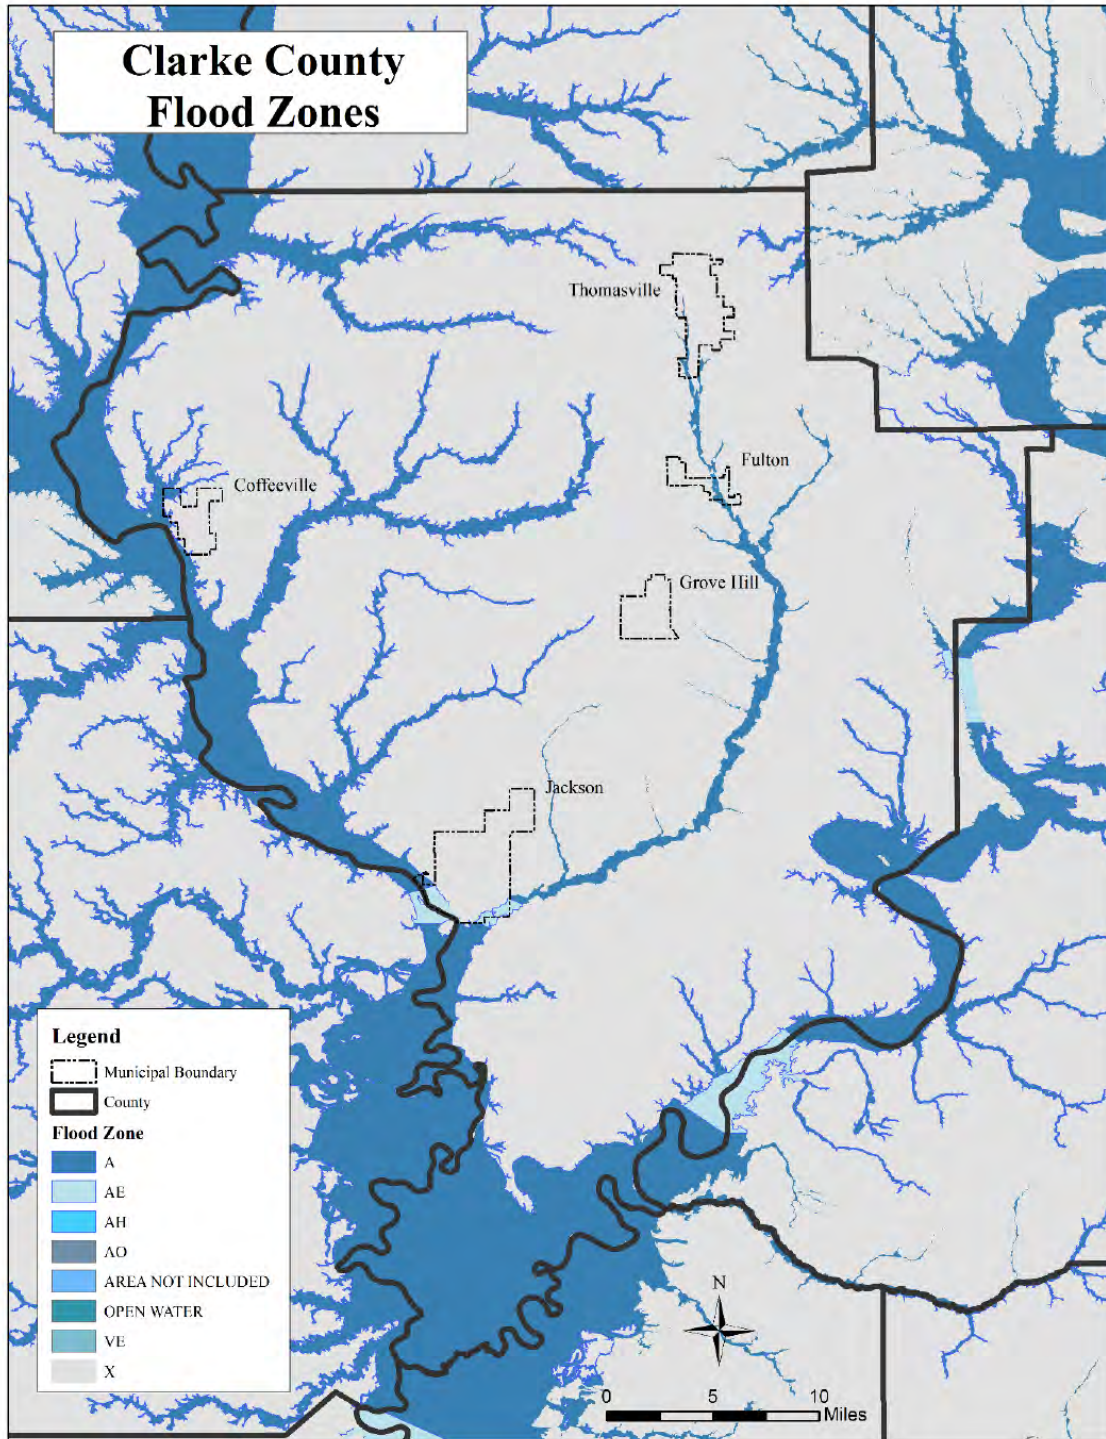 Clarke County
Flood Zones
Thomasville
Fulton
Coffeeville
Grove Hill
Jackson
Legend
Municipal Boundary
County
Flood Zone
A
AE
AH
AO
AREA NOT INCLUDED
OPEN WATER
VE
X
N
0 5 10
Miles